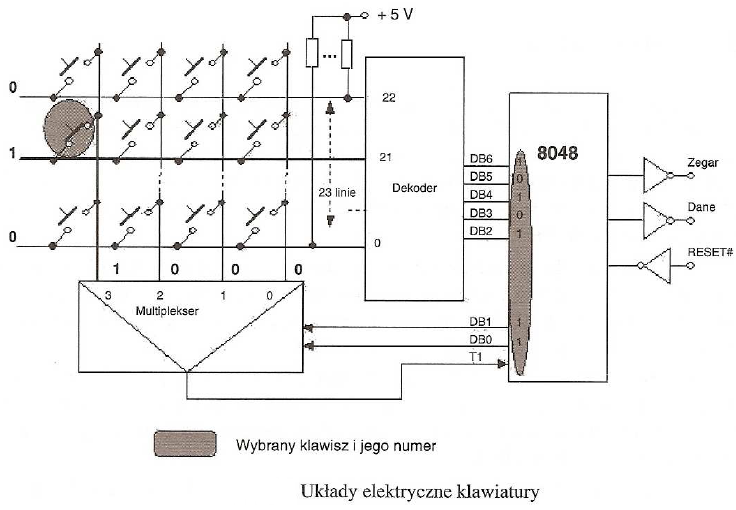 + 5 V
...
0
22
8048
1
21
DB6
1
Zegar
DB5
0
Dekoder
DB4
1
23 linie
DB3
0
Dane
DB2
1
0
0
RESET#
1 0 0 0
3 2 1 0
Multiplekser
DB1
1
DB0
1
T1
Wybrany klawisz i jego numer
Układy elektryczne klawiatury